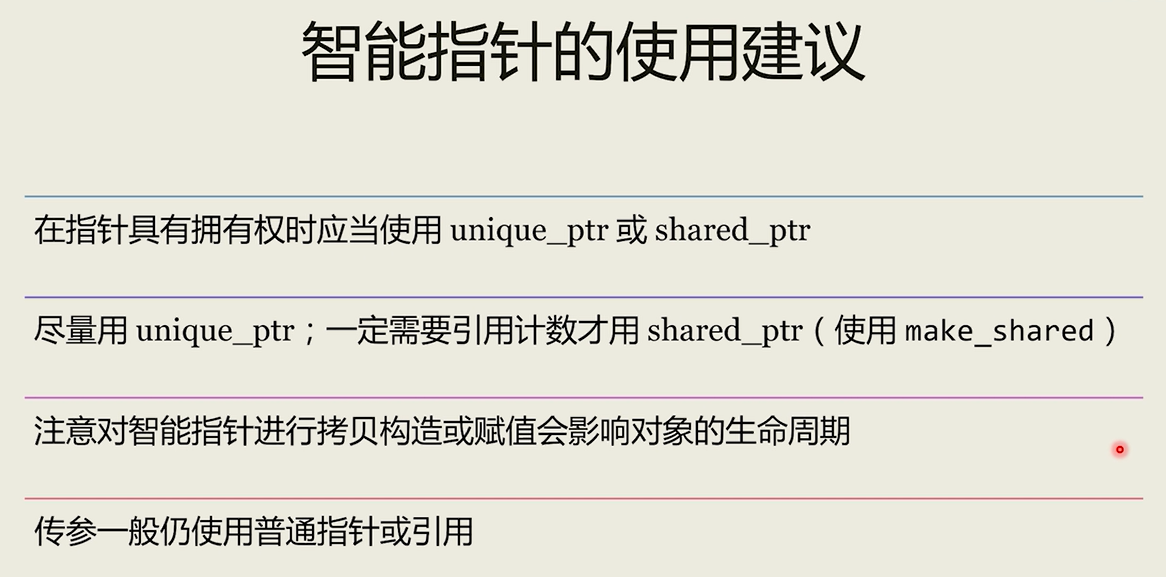 智能指针的使用建议
在指针具有拥有权时应当使用 unique_ptr 或 shared_ptr
尽量用 unique_ptr；一定需要引用计数才用 shared_ptr（使用 make_shared）
注意对智能指针进行拷贝构造或赋值会影响对象的生命周期
传参一般仍使用普通指针或引用